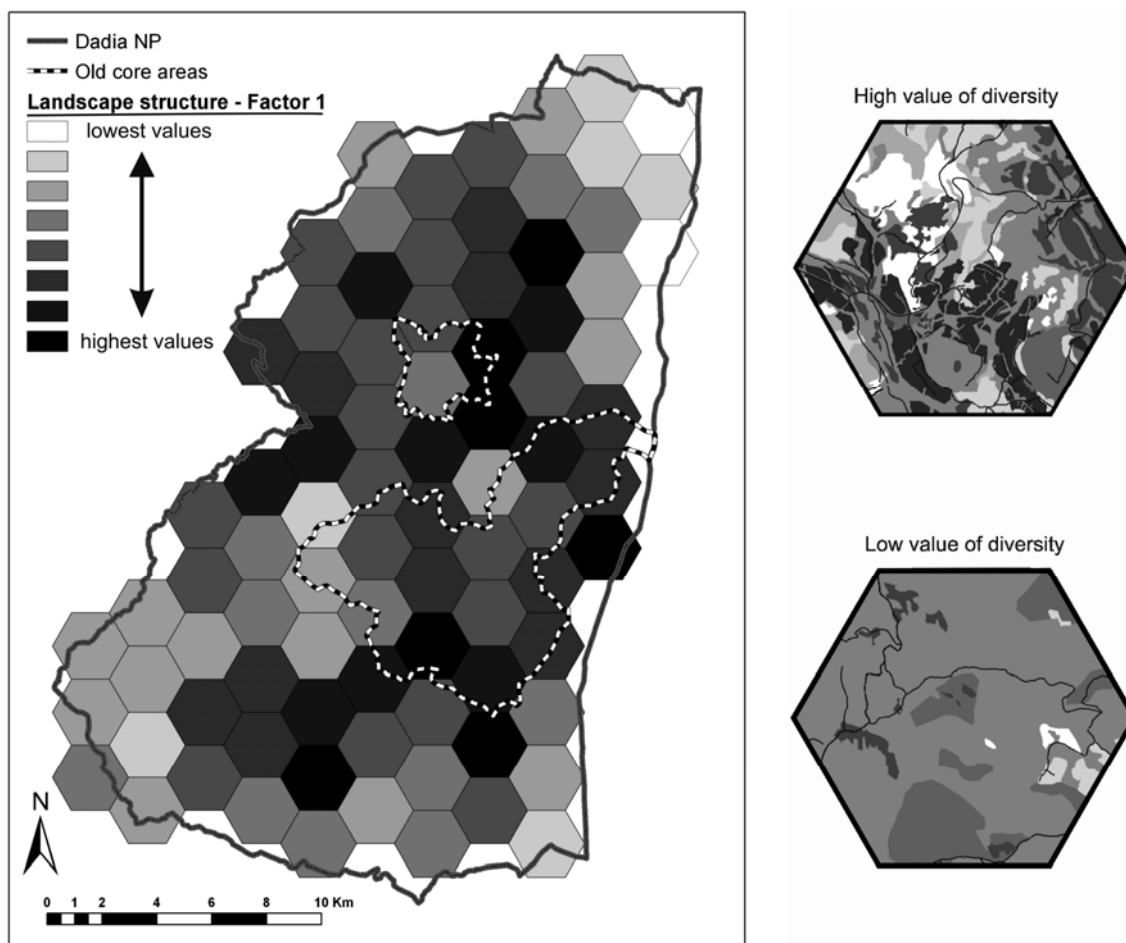 Dadia NP
Old core areas
Landscape structure - Factor 1
lowest values
highest values
N
0 1 2 4 6 8 10 Km
High value of diversity
Low value of diversity